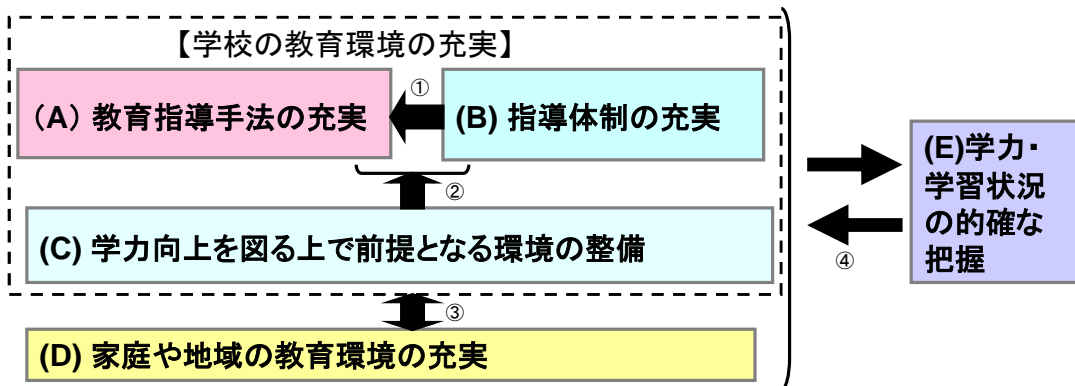 【学校の教育環境の充実】
①
（A）教育指導手法の充実
(B) 指導体制の充実
②
(C) 学力向上を図る上で前提となる環境の整備
③
(D) 家庭や地域の教育環境の充実
(E)学力・
学習状況
の的確な
把握
④